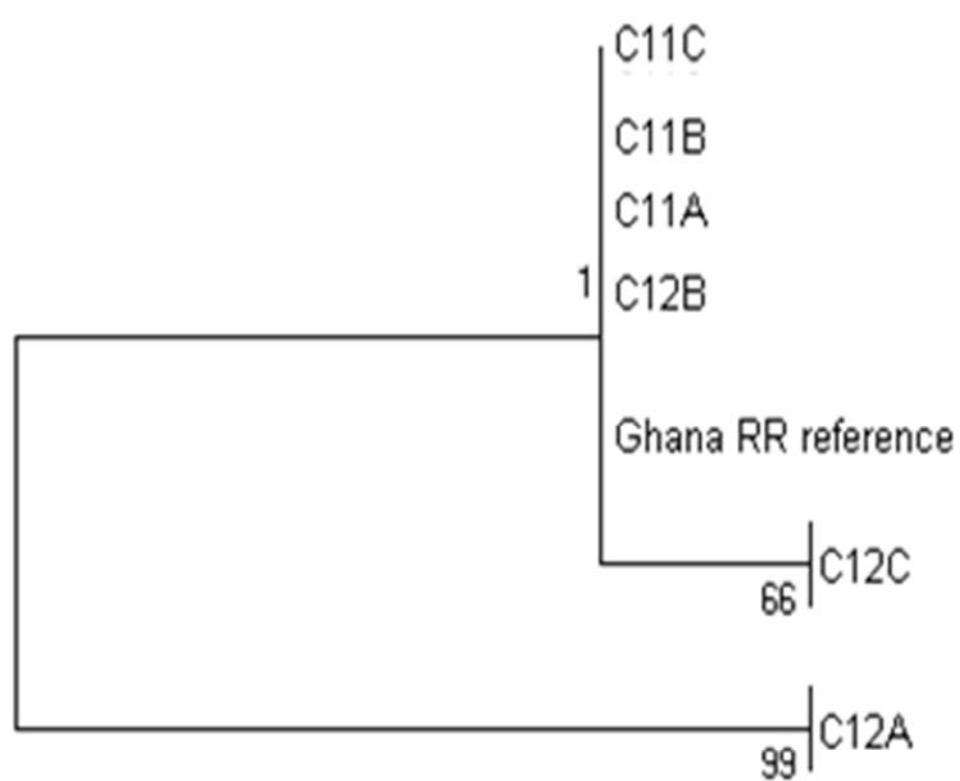 C11C
C11B
C11A
1
C12B
Ghana RR reference
C12C
66
C12A
99